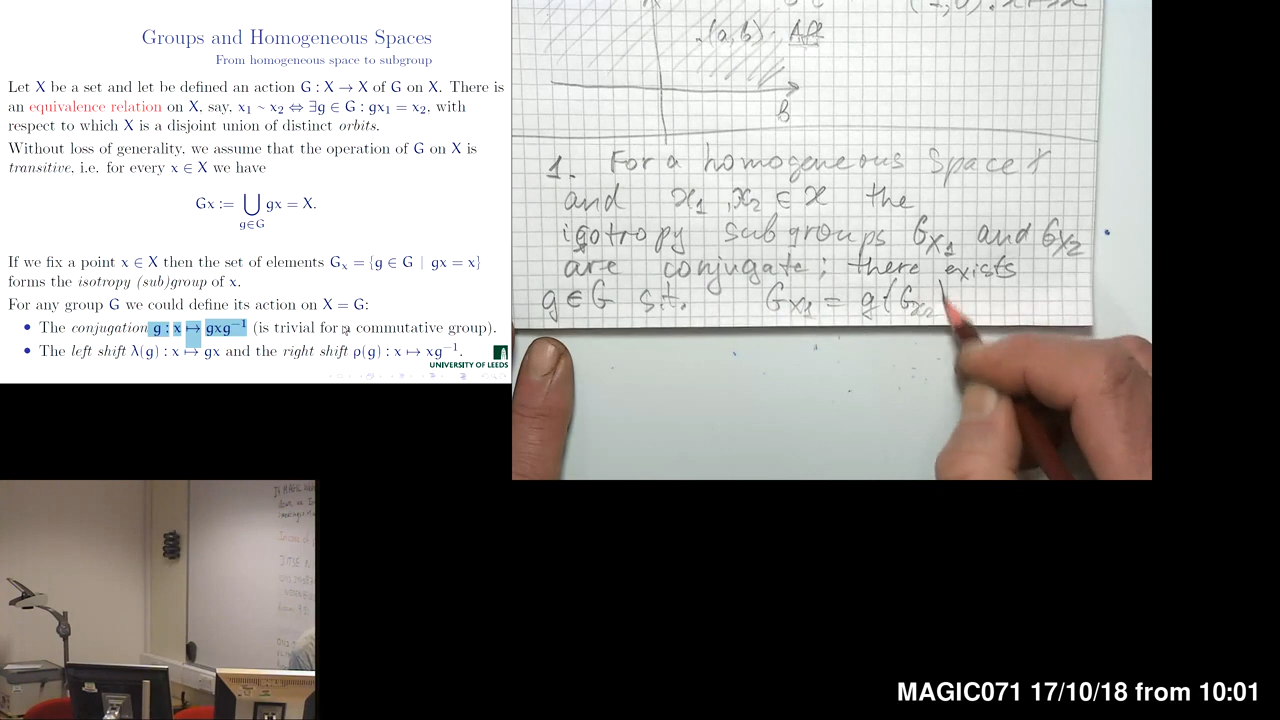 Groups and Homogeneous Spaces
From homogeneous space to subgroup
Let X be a set and let be defined an action G : X → X of G on X. There is
an equivalence relation on X, say, x₁ ~ x₂ ⇔ ∃g ∈ G : gx₁ = x₂, with
respect to which X is a disjoint union of distinct orbits.
Without loss of generality, we assume that the operation of G on X is
transitive, i.e. for every x ∈ X we have
Gx := ⋃ gx = X.
g∈G
If we fix a point x ∈ X then the set of elements Gₓ = {g ∈ G | gx = x}
forms the isotropy (sub)group of x.
For any group G we could define its action on X = G:
• The conjugation g : x ↦ gxg⁻¹ (is trivial for a commutative group).
• The left shift λ(g) : x ↦ gx and the right shift ρ(g) : x ↦ xg⁻¹.
UNIVERSITY OF LEEDS
(a, b)
b
1. For a homogeneous Space X
and x₁, x₂ ∈ X the
isotropy subgroups Gx₁ and Gx₂
are conjugate; there exists
g∈G s.t. Gx₁ = g(Gx₂)
MAGIC071 17/10/18 from 10:01